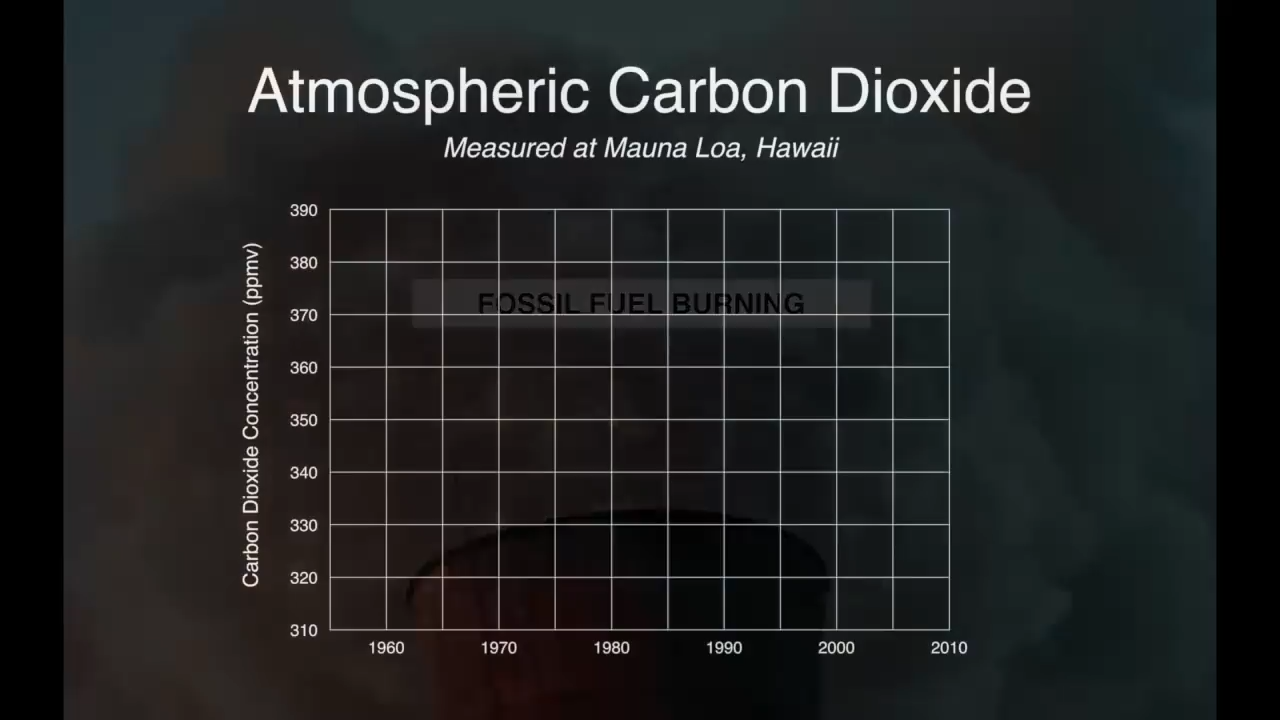 Atmospheric Carbon Dioxide
Measured at Mauna Loa, Hawaii
Carbon Dioxide Concentration (ppmv)
390
380
FOSSIL FUEL BURNING
370
360
350
340
330
320
310
1960 1970 1980 1990 2000 2010